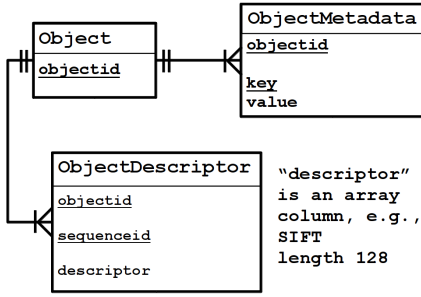 Object
objectid
ObjectMetadata
objectid
key
value
ObjectDescriptor
objectid
sequenceid
descriptor
“descriptor”
is an array
column, e.g.,
SIFT
length 128